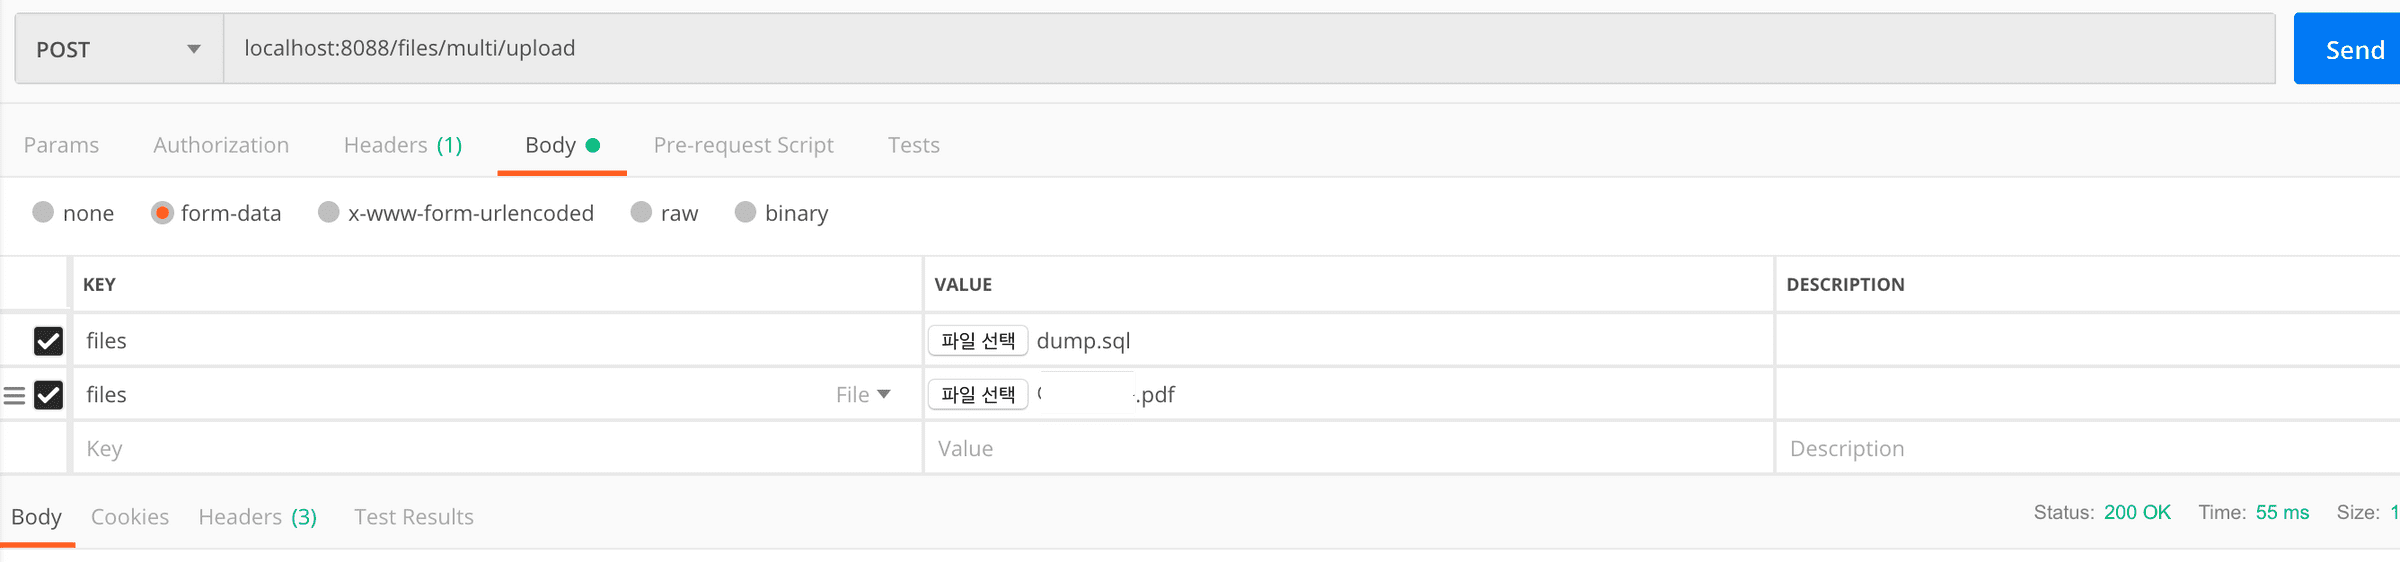 POST localhost:8088/files/multi/upload Send
Params Authorization Headers (1) Body Pre-request Script Tests
none form-data x-www-form-urlencoded raw binary
KEY VALUE DESCRIPTION
files 파일 선택 dump.sql
files File 파일 선택 .pdf
Key Value Description
Body Cookies Headers (3) Test Results Status: 200 OK Time: 55 ms Size: